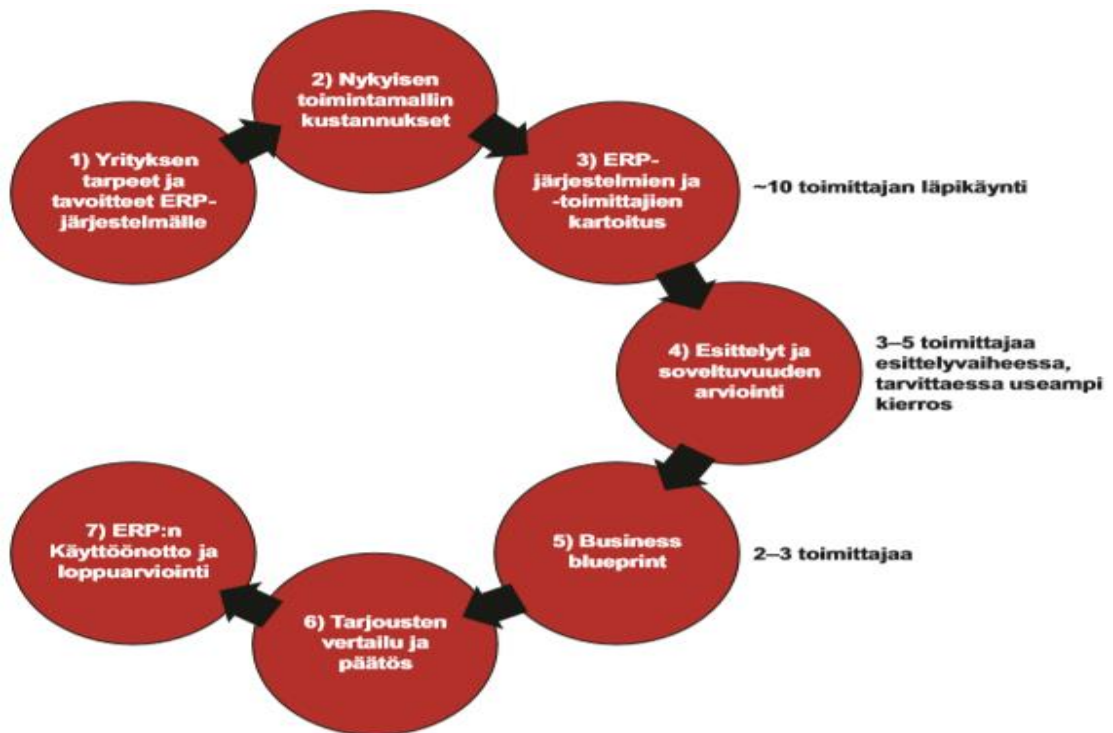 1) Yrityksen
tarpeet ja
tavoitteet ERP-
järjestelmälle
2) Nykyisen
toimintamallin
kustannukset
3) ERP-
järjestelmien ja
-toimittajien
kartoitus
~10 toimittajan läpikäynti
4) Esittelyt ja
soveltuvuuden
arviointi
3–5 toimittajaa
esittelyvaiheessa,
tarvittaessa useampi
kierros
5) Business
blueprint
2–3 toimittajaa
6) Tarjousten
vertailu ja
päätös
7) ERP:n
Käyttöönotto ja
loppuarviointi